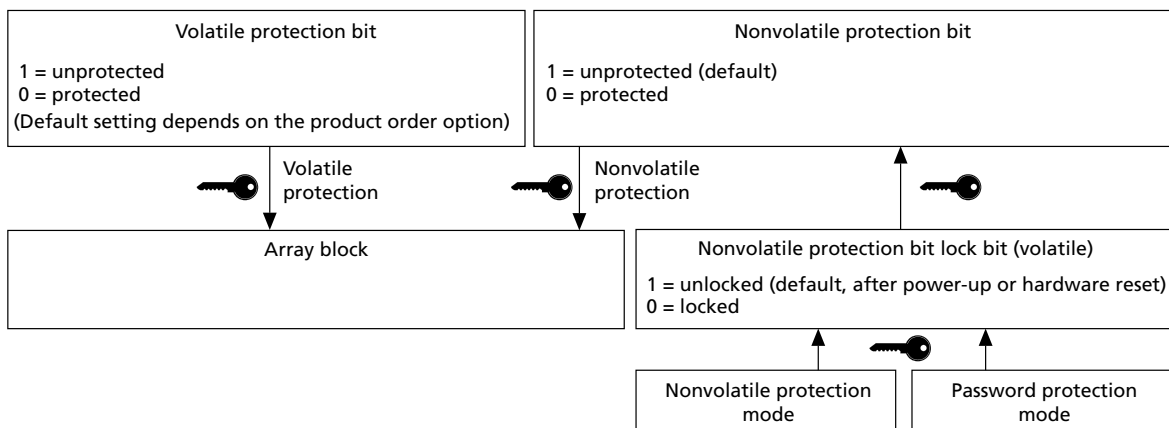 Volatile protection bit
1 = unprotected
0 = protected
(Default setting depends on the product order option)
Nonvolatile protection bit
1 = unprotected (default)
0 = protected
Volatile
protection
Nonvolatile
protection
Array block
Nonvolatile protection bit lock bit (volatile)
1 = unlocked (default, after power-up or hardware reset)
0 = locked
Nonvolatile protection
mode
Password protection
mode